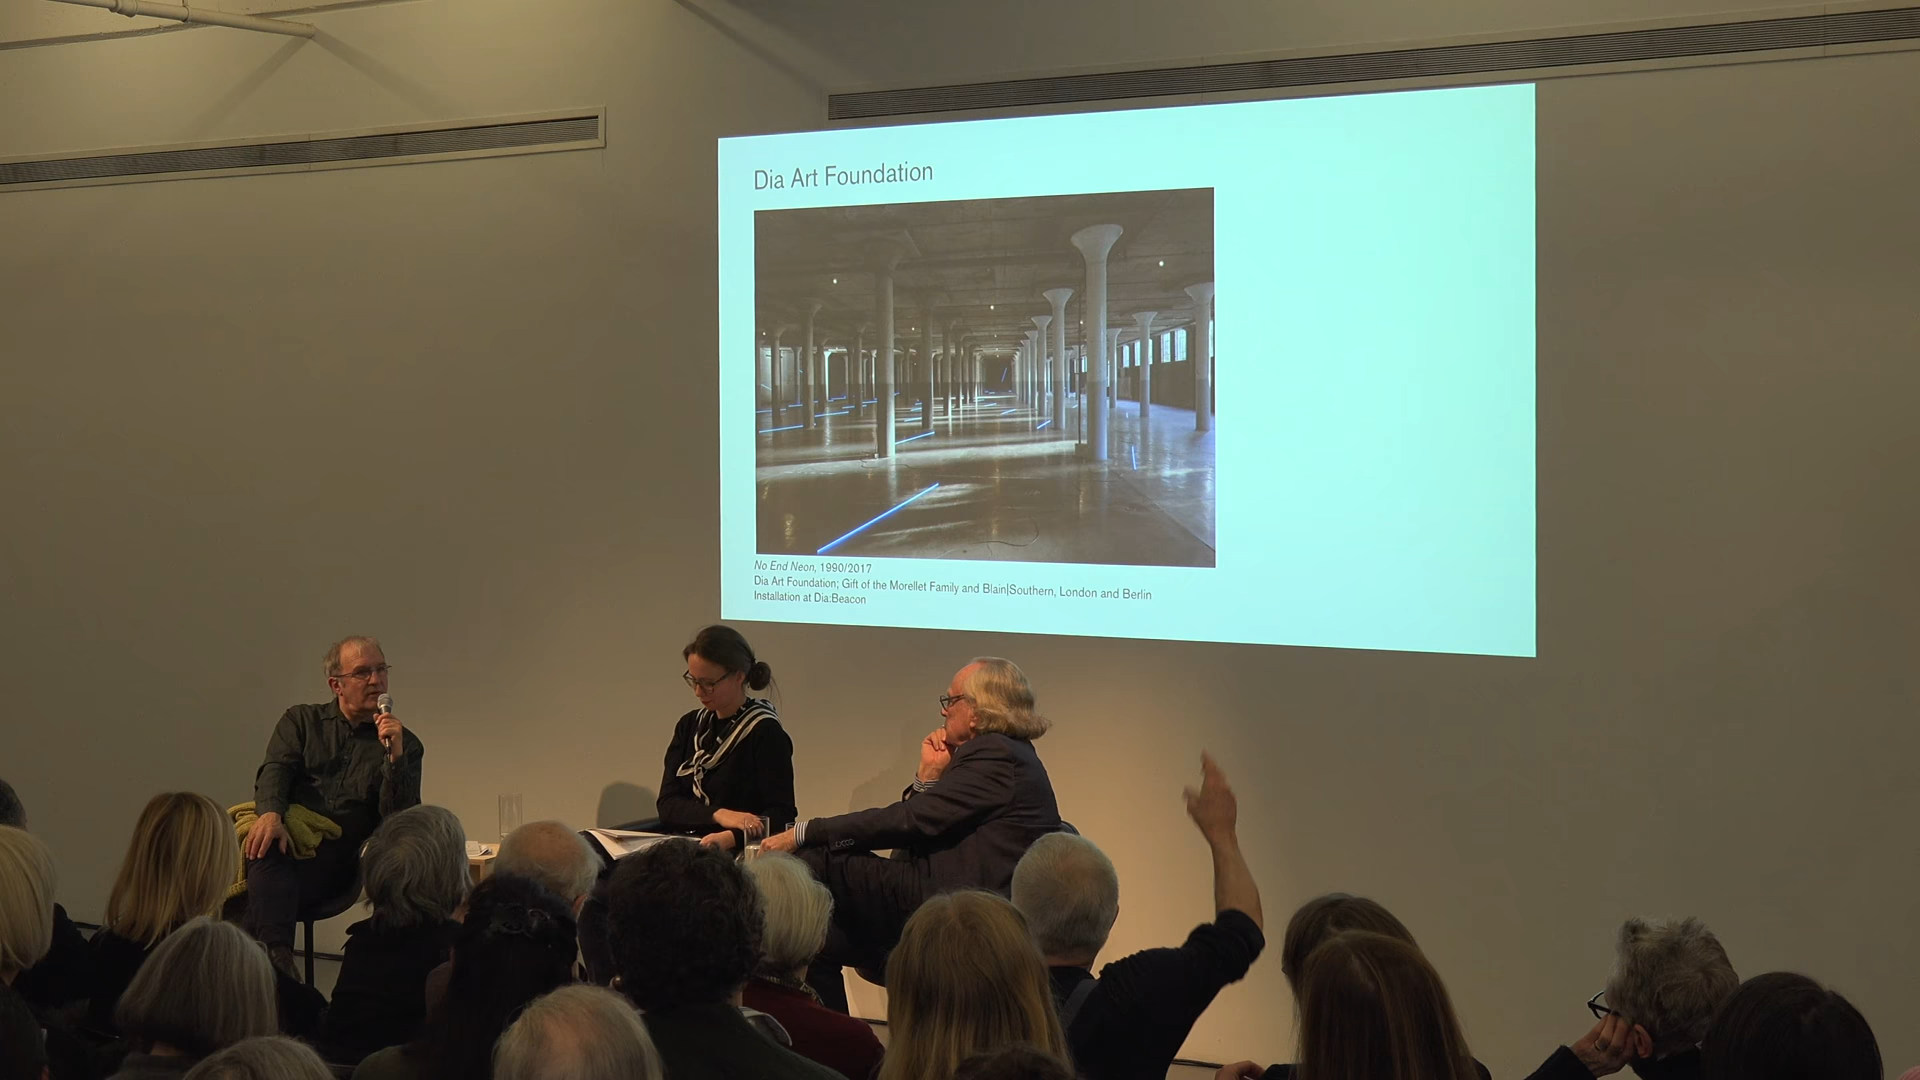 Dia Art Foundation
No End Neon, 1990/2017
Dia Art Foundation; Gift of the Morellet Family and Blain|Southern, London and Berlin
Installation at Dia:Beacon